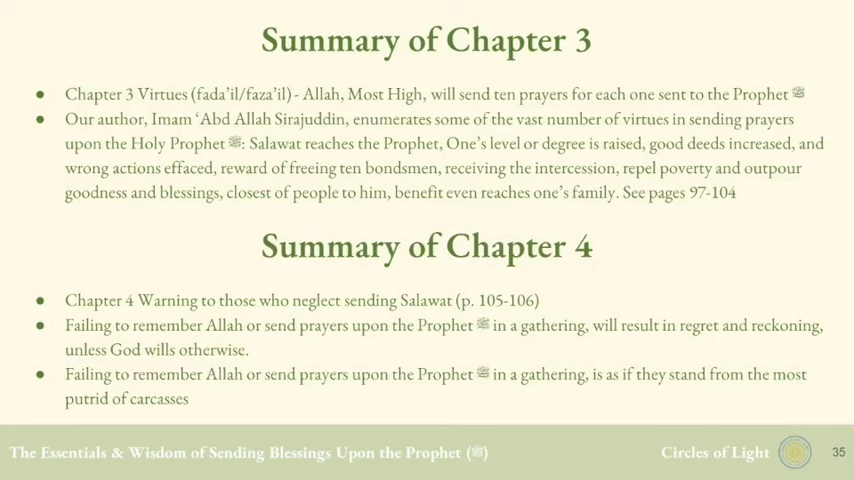 Summary of Chapter 3
● Chapter 3 Virtues (fada’il/faza’il) - Allah, Most High, will send ten prayers for each one sent to the Prophet ﷺ
● Our author, Imam ‘Abd Allah Sirajuddin, enumerates some of the vast number of virtues in sending prayers
upon the Holy Prophet ﷺ: Salawat reaches the Prophet, One’s level or degree is raised, good deeds increased, and
wrong actions effaced, reward of freeing ten bondsmen, receiving the intercession, repel poverty and outpour
goodness and blessings, closest of people to him, benefit even reaches one’s family. See pages 97-104
Summary of Chapter 4
● Chapter 4 Warning to those who neglect sending Salawat (p. 105-106)
● Failing to remember Allah or send prayers upon the Prophet ﷺ in a gathering, will result in regret and reckoning,
unless God wills otherwise.
● Failing to remember Allah or send prayers upon the Prophet ﷺ in a gathering, is as if they stand from the most
putrid of carcasses
The Essentials & Wisdom of Sending Blessings Upon the Prophet (ﷺ)
Circles of Light
35